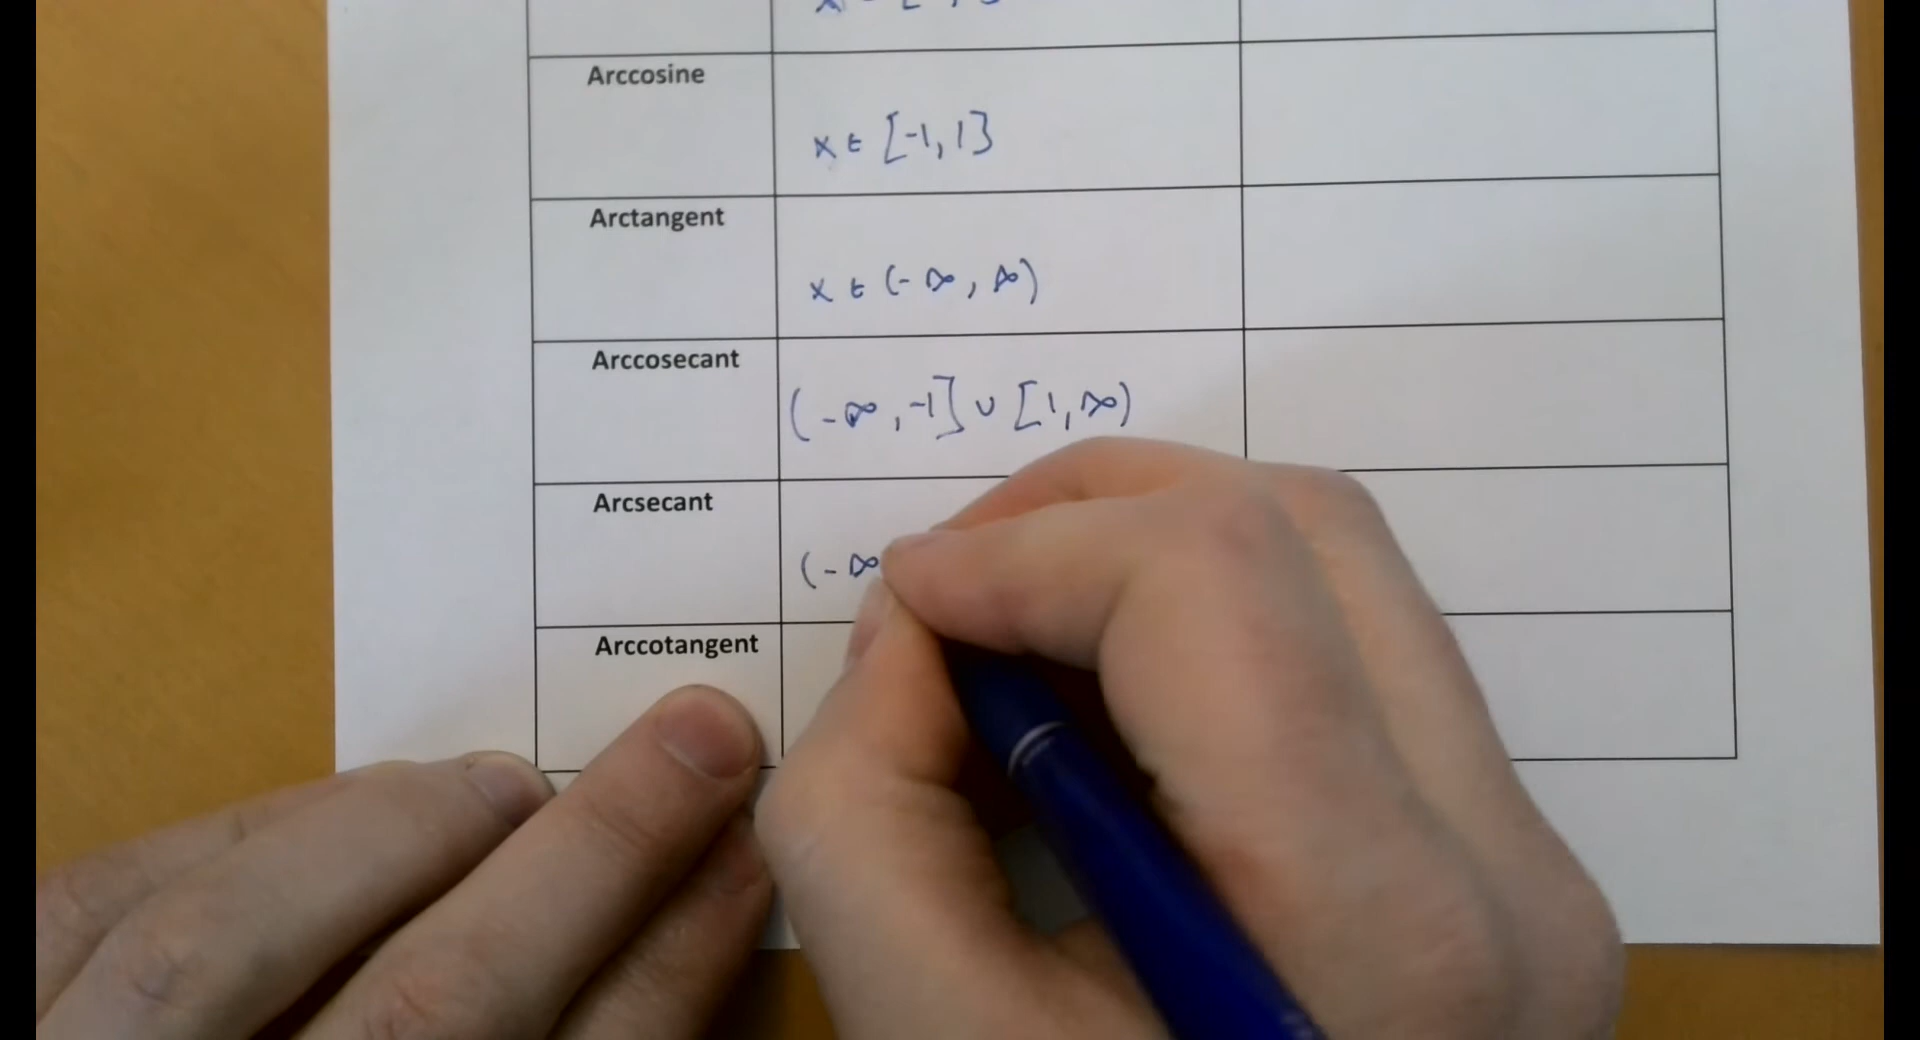 Arccosine
x ∈ [-1, 1]
Arctangent
x ∈ (-∞, ∞)
Arccosecant
(-∞, -1] ∪ [1, ∞)
Arcsecant
(-∞
Arccotangent